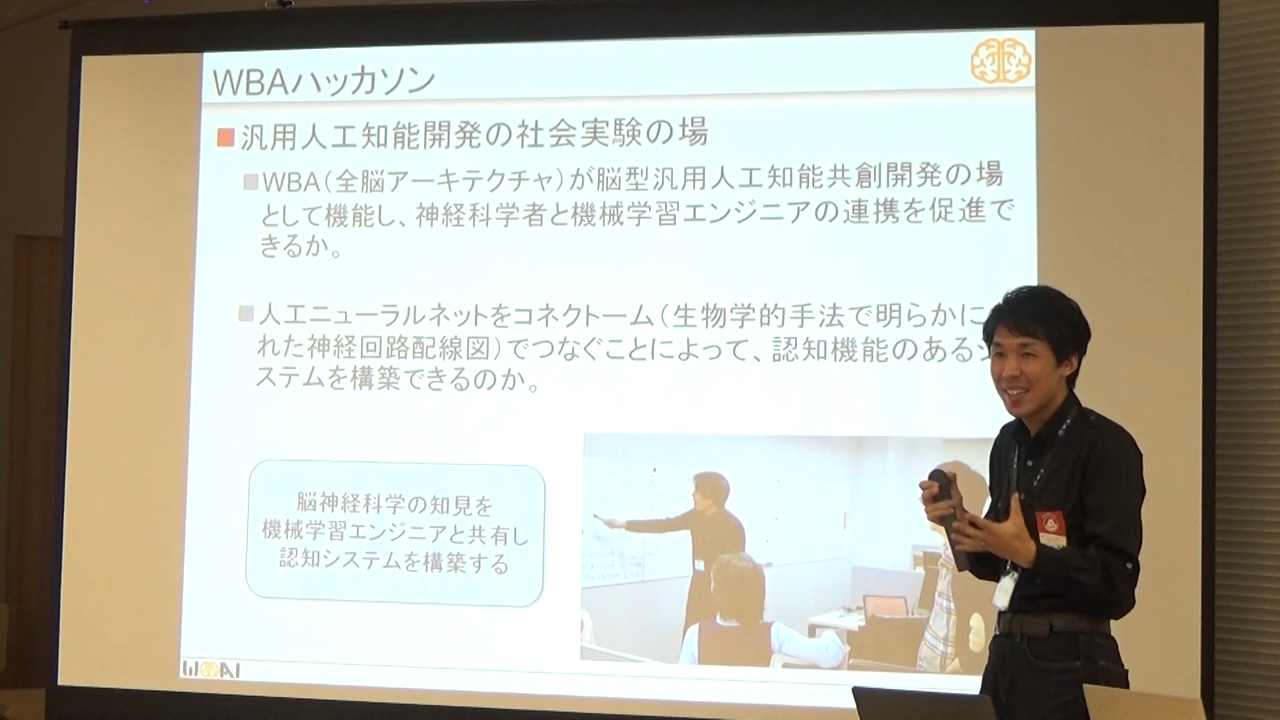 WBAハッカソン
汎用人工知能開発の社会実験の場
WBA(全脳アーキテクチャ)が脳型汎用人工知能共創開発の場
として機能し、神経科学者と機械学習エンジニアの連携を促進で
きるか。
人工ニューラルネットをコネクトーム(生物学的手法で明らかに
れた神経回路配線図)でつなぐことによって、認知機能のあるシ
ステムを構築できるのか。
脳神経科学の知見を
機械学習エンジニアと共有し
認知システムを構築する